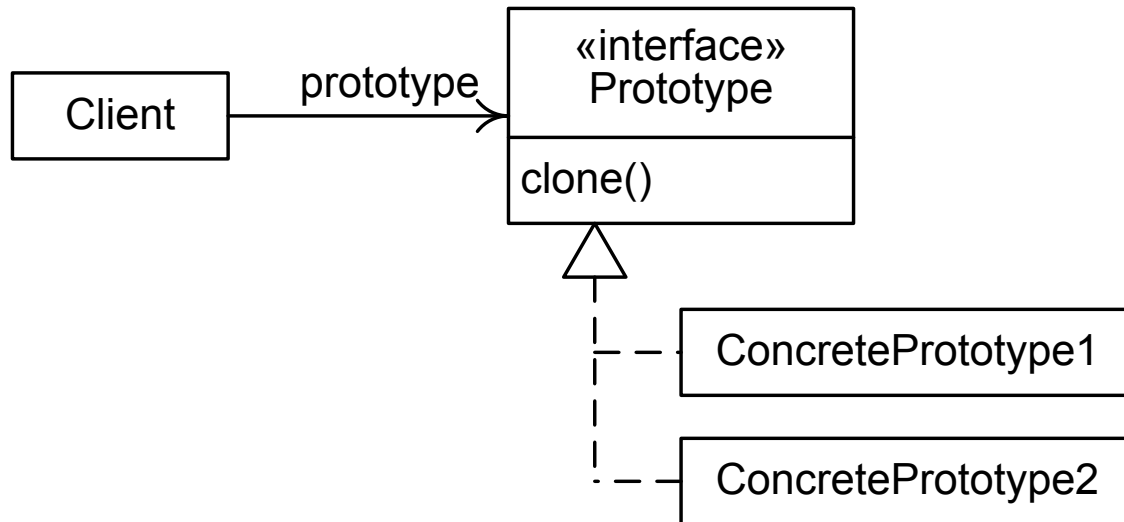 Client
prototype
«interface»
Prototype
clone()
ConcretePrototype1
ConcretePrototype2